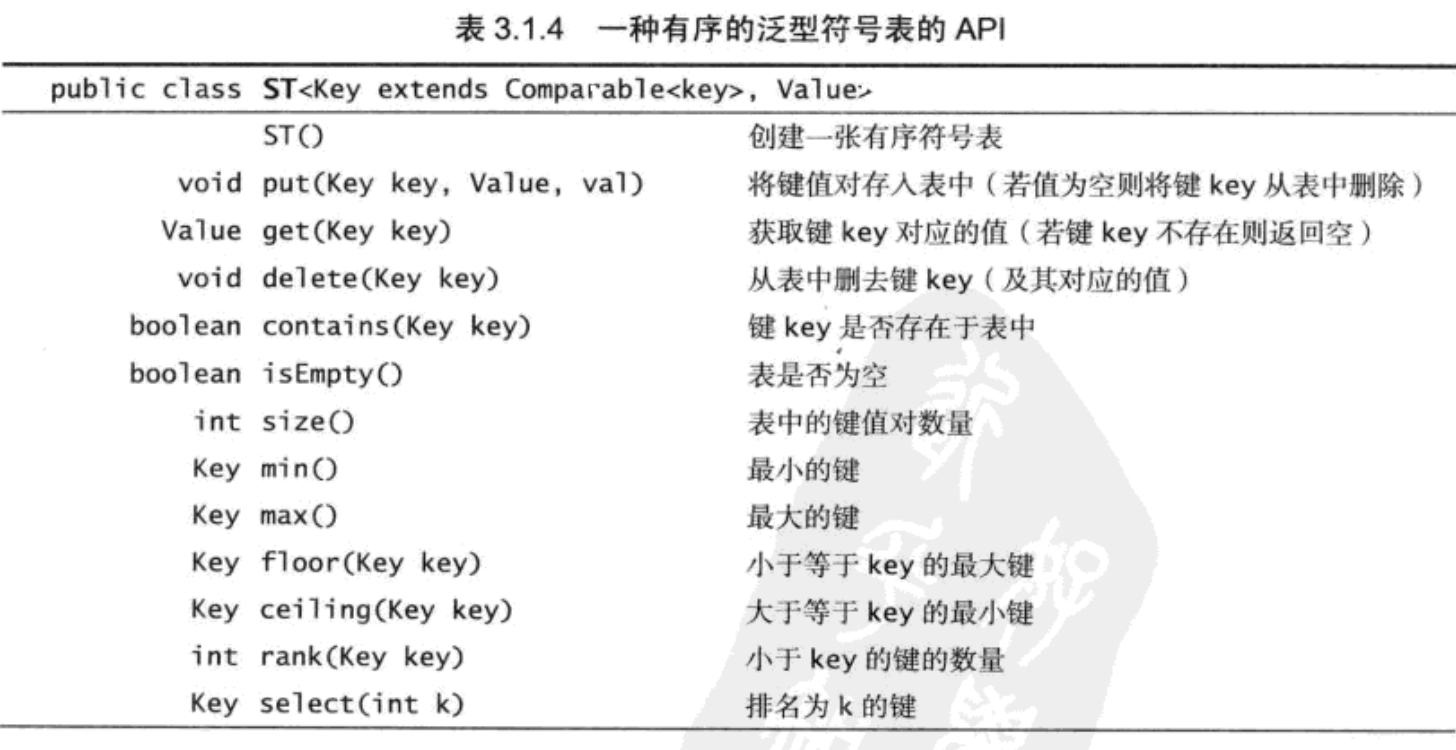 表 3.1.4 一种有序的泛型符号表的 API
public class ST<Key extends Comparable<key>, Value>
ST() 创建一张有序符号表
void put(Key key, Value, val) 将键值对存入表中（若值为空则将键 key 从表中删除）
Value get(Key key) 获取键 key 对应的值（若键 key 不存在则返回空）
void delete(Key key) 从表中删去键 key（及其对应的值）
boolean contains(Key key) 键 key 是否存在于表中
boolean isEmpty() 表是否为空
int size() 表中的键值对数量
Key min() 最小的键
Key max() 最大的键
Key floor(Key key) 小于等于 key 的最大键
Key ceiling(Key key) 大于等于 key 的最小键
int rank(Key key) 小于 key 的键的数量
Key select(int k) 排名为 k 的键